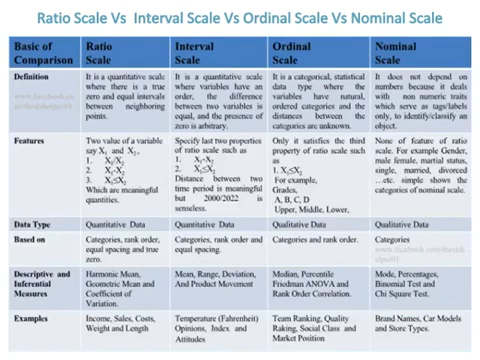 Ratio Scale Vs Interval Scale Vs Ordinal Scale Vs Nominal Scale
Basic of
Comparison
Ratio
Scale
Interval
Scale
Ordinal
Scale
Nominal
Scale
Definition
It is a quantitative scale
where there is a true
zero and equal intervals
between neighboring
points.
It is a quantitative scale
where variables have an
order, the difference
between two variables is
equal, and the presence of
zero is arbitrary.
It is a categorical, statistical
data type where the
variables have natural,
ordered categories and the
distances between the
categories are unknown.
It does not depend on
numbers because it deals
with non numeric traits
which serve as tags/labels
only, to identify/classify an
object.
Features
Two value of a variable
say X₁ and X₂,
1. X₁/X₂
2. X₁-X₂
3. X₁≤X₂
Which are meaningful
quantities.
Specify last two properties
of ratio scale such as
1. X₁-X₂
2. X₁≤X₂
Distance between two
time period is meaningful
but 2000/2022 is
senseless.
Only it satisfies the third
property of ratio scale such
as
1. X₁≤X₂
For example,
Grades,
A, B, C, D
Upper, Middle, Lower,
None of feature of ratio
scale. For example Gender,
male female, martial status,
single, married, divorced
...etc. simple shows the
categories of nominal scale.
Data Type
Quantitative Data
Quantitative Data
Qualitative Data
Qualitative Data
Based on
Categories, rank order,
equal spacing and true
zero.
Categories, rank order and
equal spacing.
Categories and rank order.
Categories
Descriptive and
Inferential
Measures
Harmonic Mean,
Geometric Mean and
Coefficient of
Variation.
Mean, Range, Deviation,
And Product Movement
Median, Percentile
Friedman ANOVA and
Rank Order Correlation.
Mode, Percentages,
Binomial Test and
Chi Square Test.
Examples
Income, Sales, Costs,
Weight and Length
Temperature (Fahrenheit)
Opinions, Index and
Attitudes
Team Ranking, Quality
Raking, Social Class and
Market Position
Brand Names, Car Models
and Store Types.